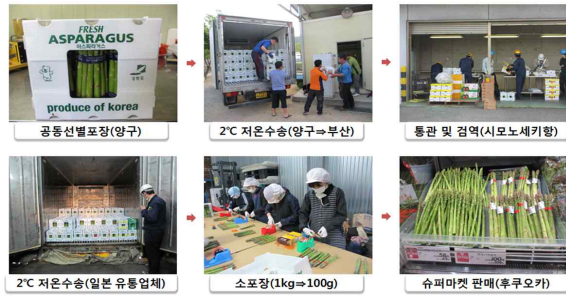 FRESH
ASPARAGUS
아스파라거스
produce of korea
공동선별포장(양구)
2℃ 저온수송(양구⇒부산)
통관 및 검역(시모노세키항)
2℃ 저온수송(일본 유통업체)
소포장(1kg⇒100g)
슈퍼마켓 판매(후쿠오카)